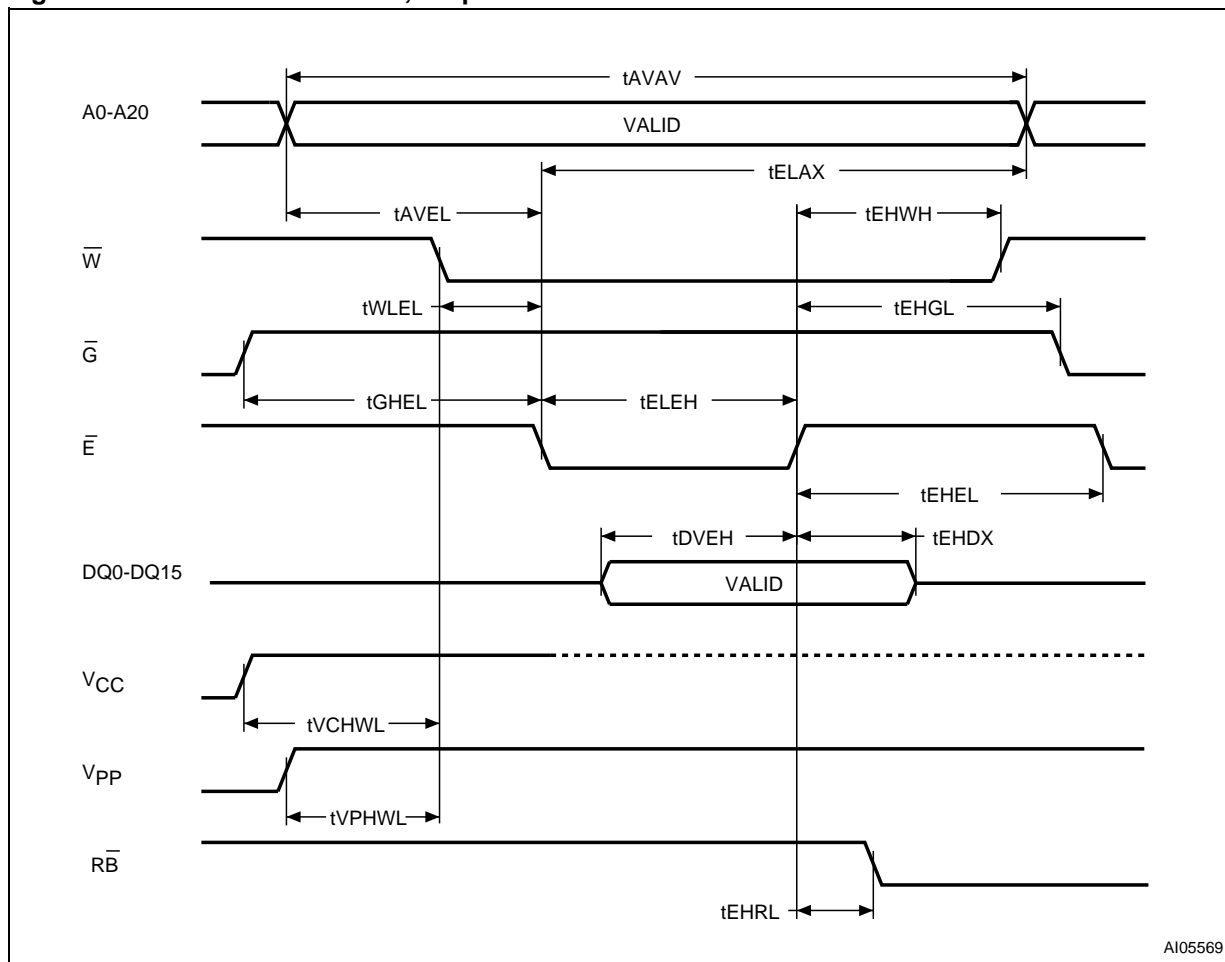 tAVAV
A0-A20
VALID
tELAX
tAVEL
tEHWH
W̅
tWLEL
tEHGL
G̅
tGHEL
tELEH
E̅
tEHEL
tDVEH
tEHDX
DQ0-DQ15
VALID
VCC
tVCHWL
VPP
tVPHWL
RB̅
tEHRL
AI05569